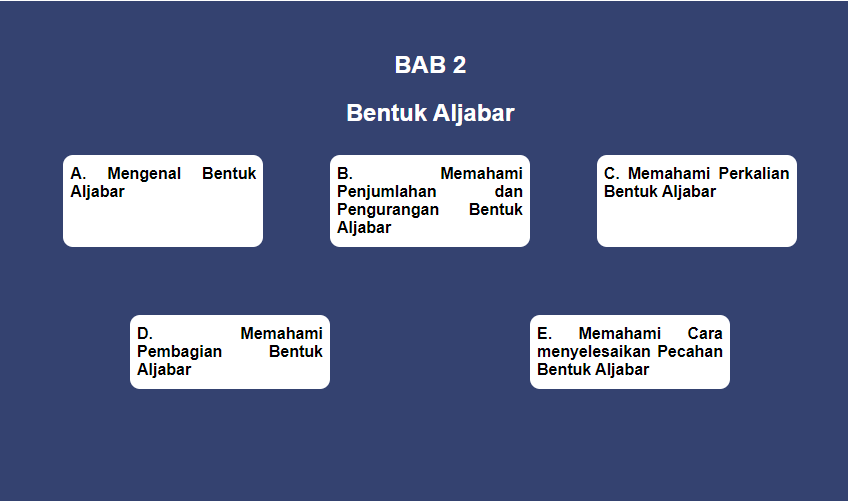 BAB 2
Bentuk Aljabar
A. Mengenal Bentuk
Aljabar
B. Memahami
Penjumlahan dan
Pengurangan Bentuk
Aljabar
C. Memahami Perkalian
Bentuk Aljabar
D. Memahami
Pembagian Bentuk
Aljabar
E. Memahami Cara
menyelesaikan Pecahan
Bentuk Aljabar